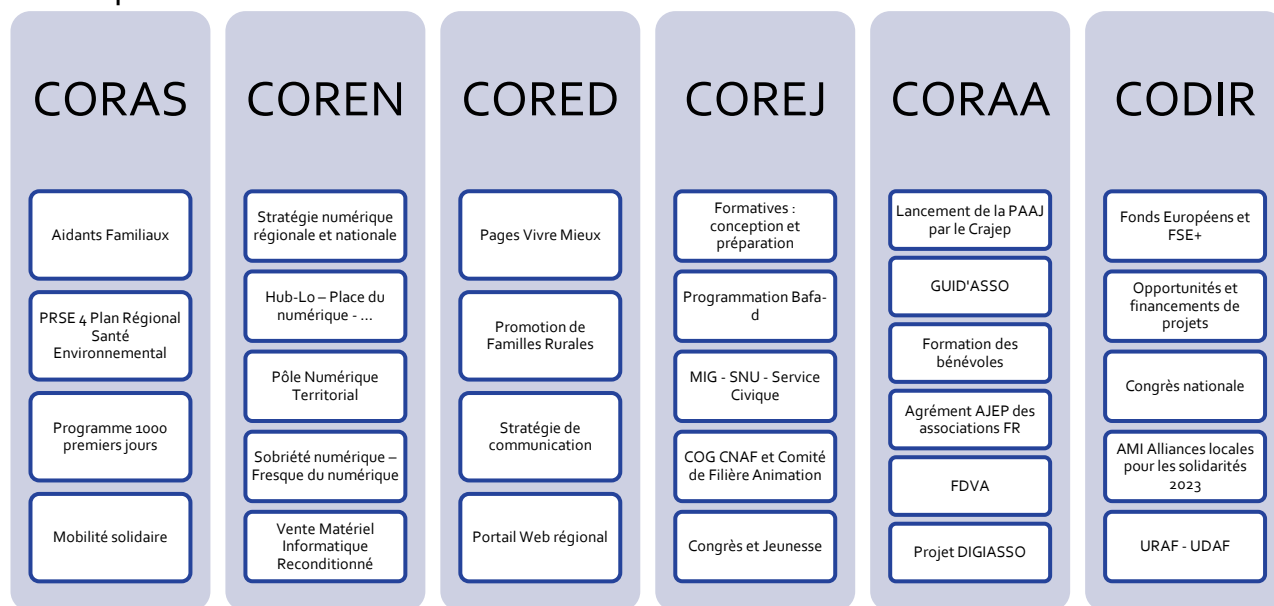 CORAS
Aidants Familiaux
PRSE 4 Plan Régional
Santé
Environnemental
Programme 1000
premiers jours
Mobilité solidaire
COREN
Stratégie numérique
régionale et nationale
Hub-Lo – Place du
numérique - ...
Pôle Numérique
Territorial
Sobriété numérique –
Fresque du numérique
Vente Matériel
Informatique
Reconditionné
CORED
Pages Vivre Mieux
Promotion de
Familles Rurales
Stratégie de
communication
Portail Web régional
COREJ
Formatives :
conception et
préparation
Programmation Bafa-
d
MIG - SNU - Service
Civique
COG CNAF et Comité
de Filière Animation
Congrès et Jeunesse
CORAA
Lancement de la PAAJ
par le Crajep
GUID'ASSO
Formation des
bénévoles
Agrément AJEP des
associations FR
FDVA
Projet DIGIASSO
CODIR
Fonds Européens et
FSE+
Opportunités et
financements de
projets
Congrès nationale
AMI Alliances locales
pour les solidarités
2023
URAF - UDAF